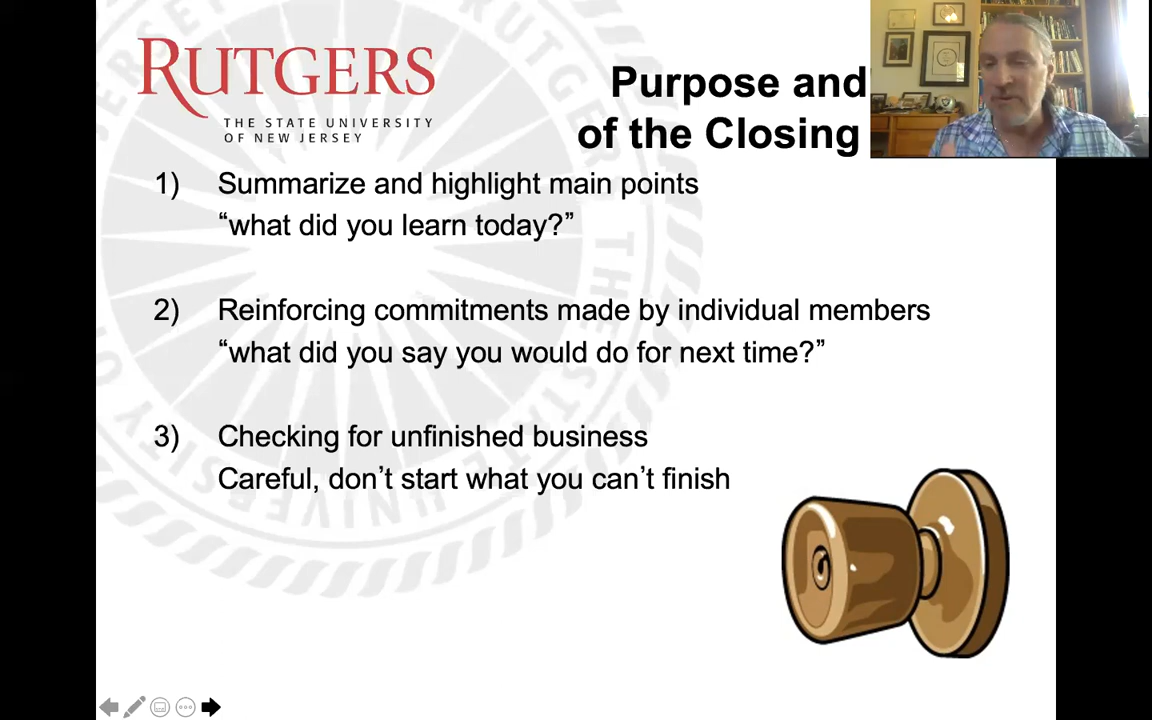 RUTGERS
THE STATE UNIVERSITY
OF NEW JERSEY
Purpose and
of the Closing
1) Summarize and highlight main points
“what did you learn today?”
2) Reinforcing commitments made by individual members
“what did you say you would do for next time?”
3) Checking for unfinished business
Careful, don’t start what you can’t finish